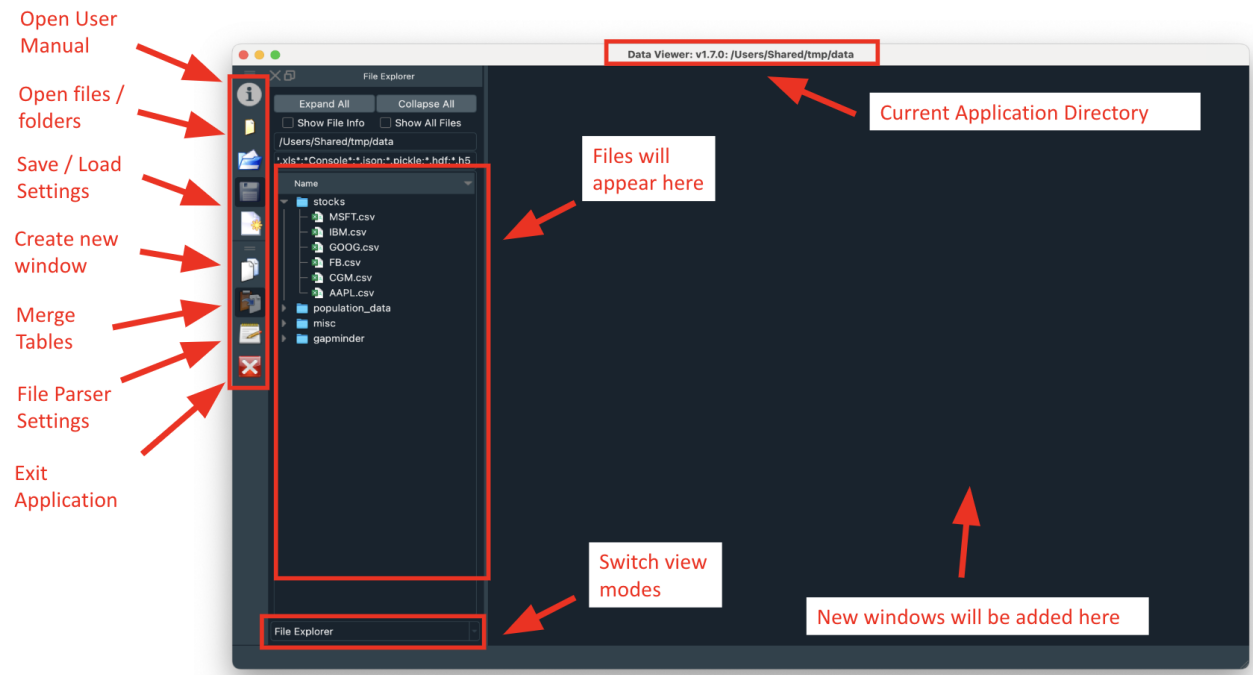 Open User
Manual
Open files /
folders
Save / Load
Settings
Create new
window
Merge
Tables
File Parser
Settings
Exit
Application
Data Viewer: v1.7.0: /Users/Shared/tmp/data
Current Application Directory
File Explorer
Expand All
Collapse All
Show File Info
Show All Files
/Users/Shared/tmp/data
*.xls*;*Console*;*.json;*.pickle;*.hdf;*.h5
Name
stocks
MSFT.csv
IBM.csv
GOOG.csv
FB.csv
CGM.csv
AAPL.csv
population_data
misc
gapminder
Files will
appear here
Switch view
modes
File Explorer
New windows will be added here